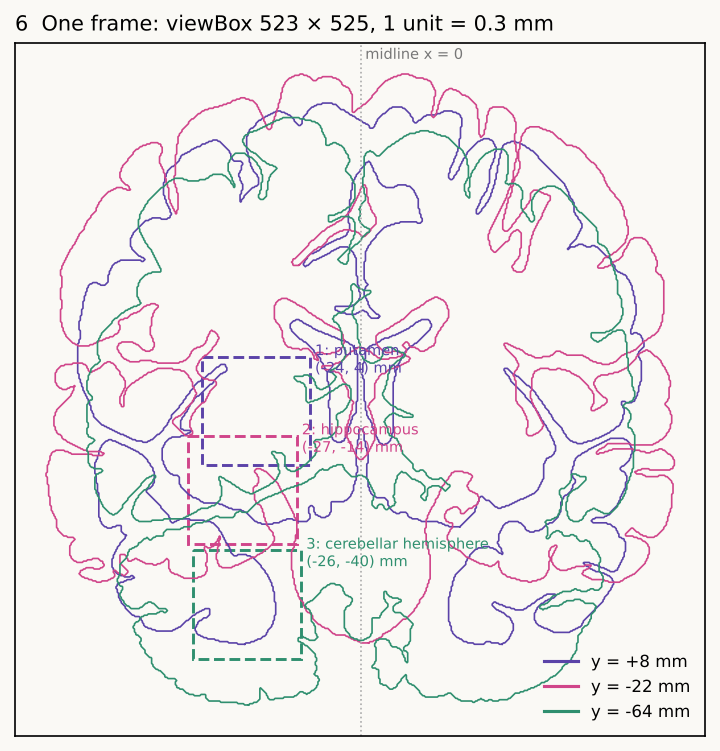 6 One frame: viewBox 523 × 525, 1 unit = 0.3 mm
midline x = 0
1: putamen
(-24, 4) mm
2: hippocampus
(-27, -14) mm
3: cerebellar hemisphere
(-26, -40) mm
y = +8 mm
y = -22 mm
y = -64 mm